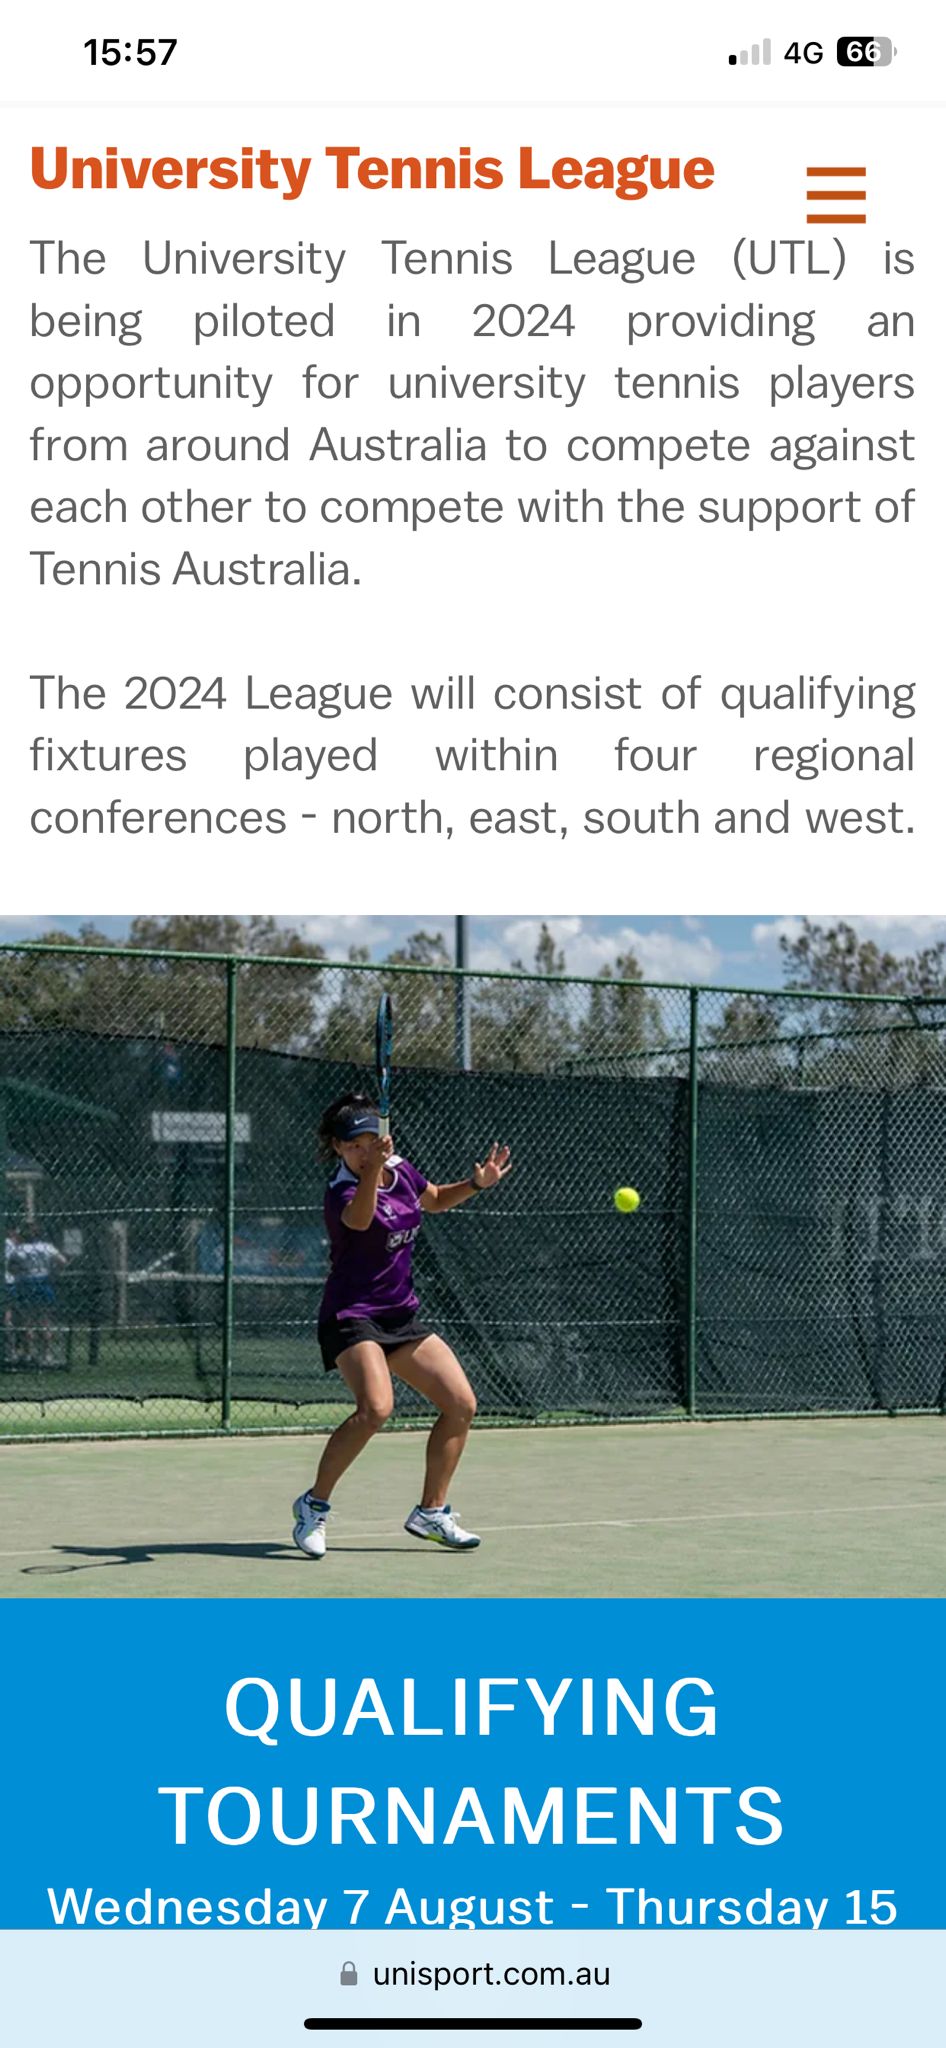 15:57
4G 66
University Tennis League
The University Tennis League (UTL) is
being piloted in 2024 providing an
opportunity for university tennis players
from around Australia to compete against
each other to compete with the support of
Tennis Australia.
The 2024 League will consist of qualifying
fixtures played within four regional
conferences - north, east, south and west.
QUALIFYING
TOURNAMENTS
Wednesday 7 August - Thursday 15
unisport.com.au